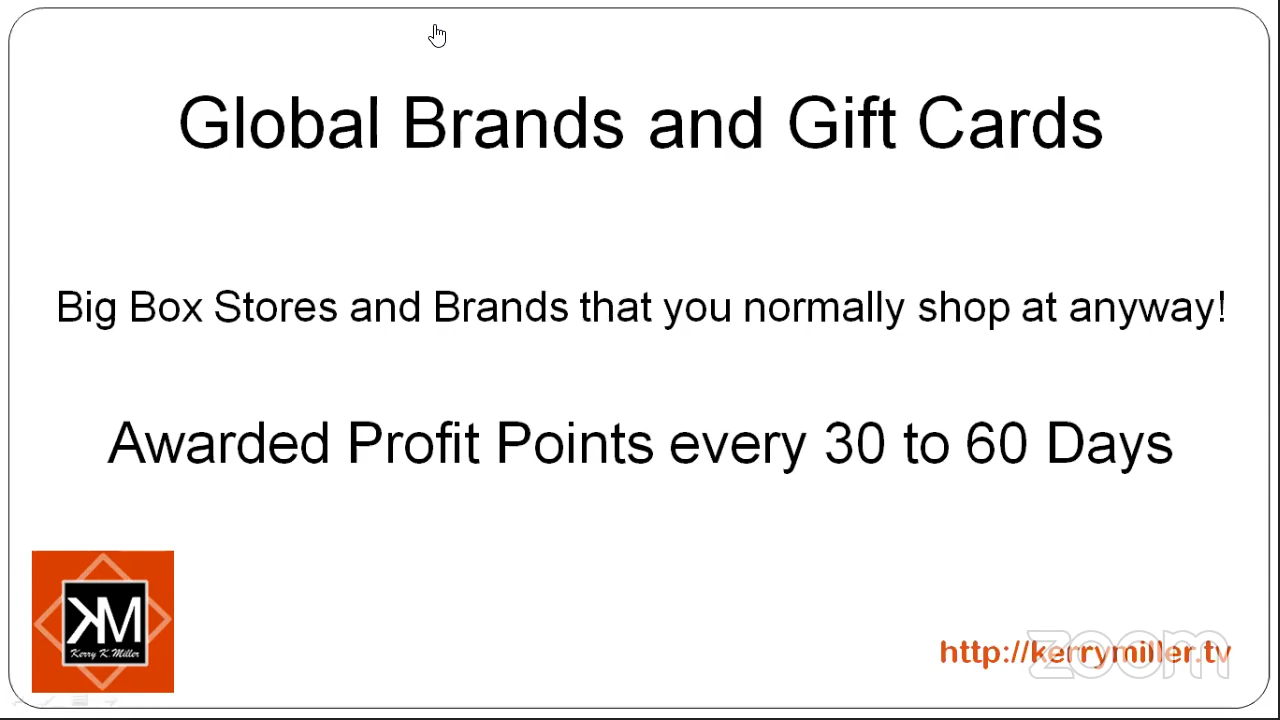 Global Brands and Gift Cards
Big Box Stores and Brands that you normally shop at anyway!
Awarded Profit Points every 30 to 60 Days
KM
Kerry K. Miller
http://kerrymiller.tv
zoom